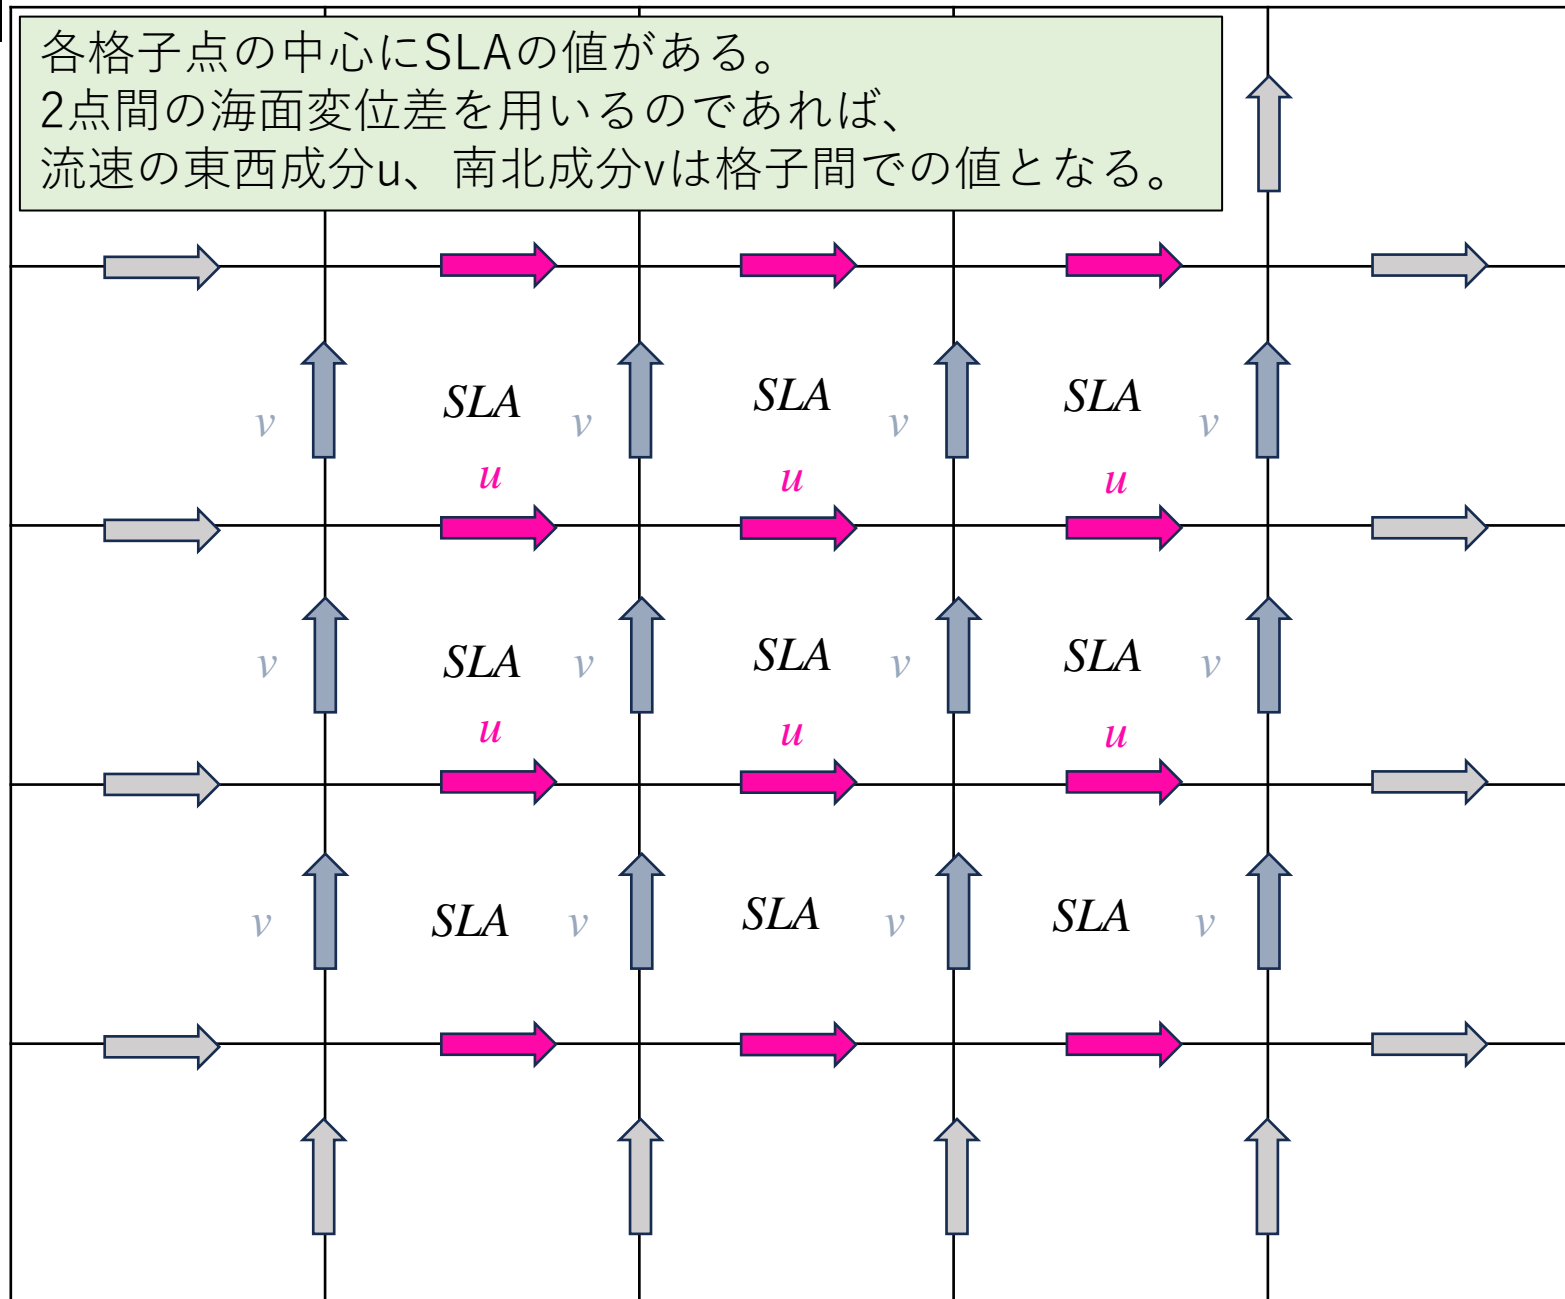 各格子点の中心にSLAの値がある。
2点間の海面変位差を用いるのであれば、
流速の東西成分u、南北成分vは格子間での値となる。
v SLA v SLA v SLA v
u u u
v SLA v SLA v SLA v
u u u
v SLA v SLA v SLA v